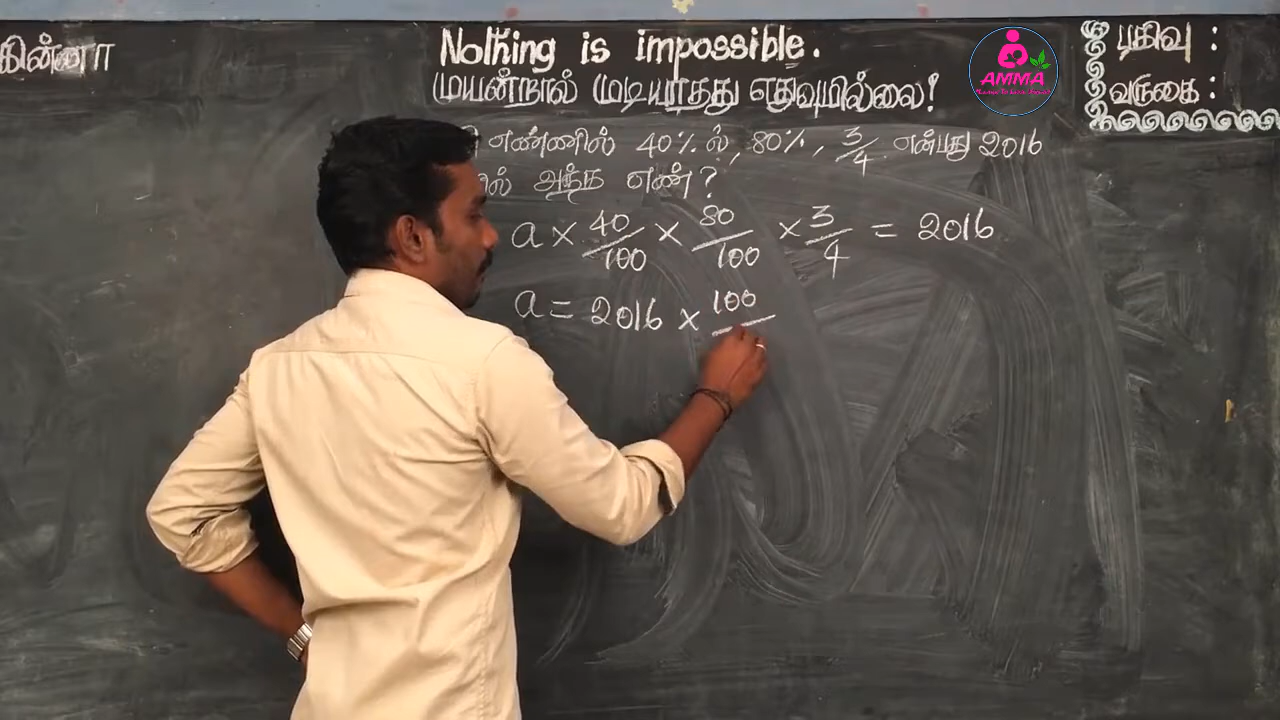 கின்னா
Nothing is impossible.
முயன்றால் முடியாதது எதுவுமில்லை!
AMMA
பதிவு :
வருகை :
எண்ணில் 40% ல், 80%, 3/4 என்பது 2016
அந்த எண் ?
a × 40/100 × 80/100 × 3/4 = 2016
a = 2016 × 100